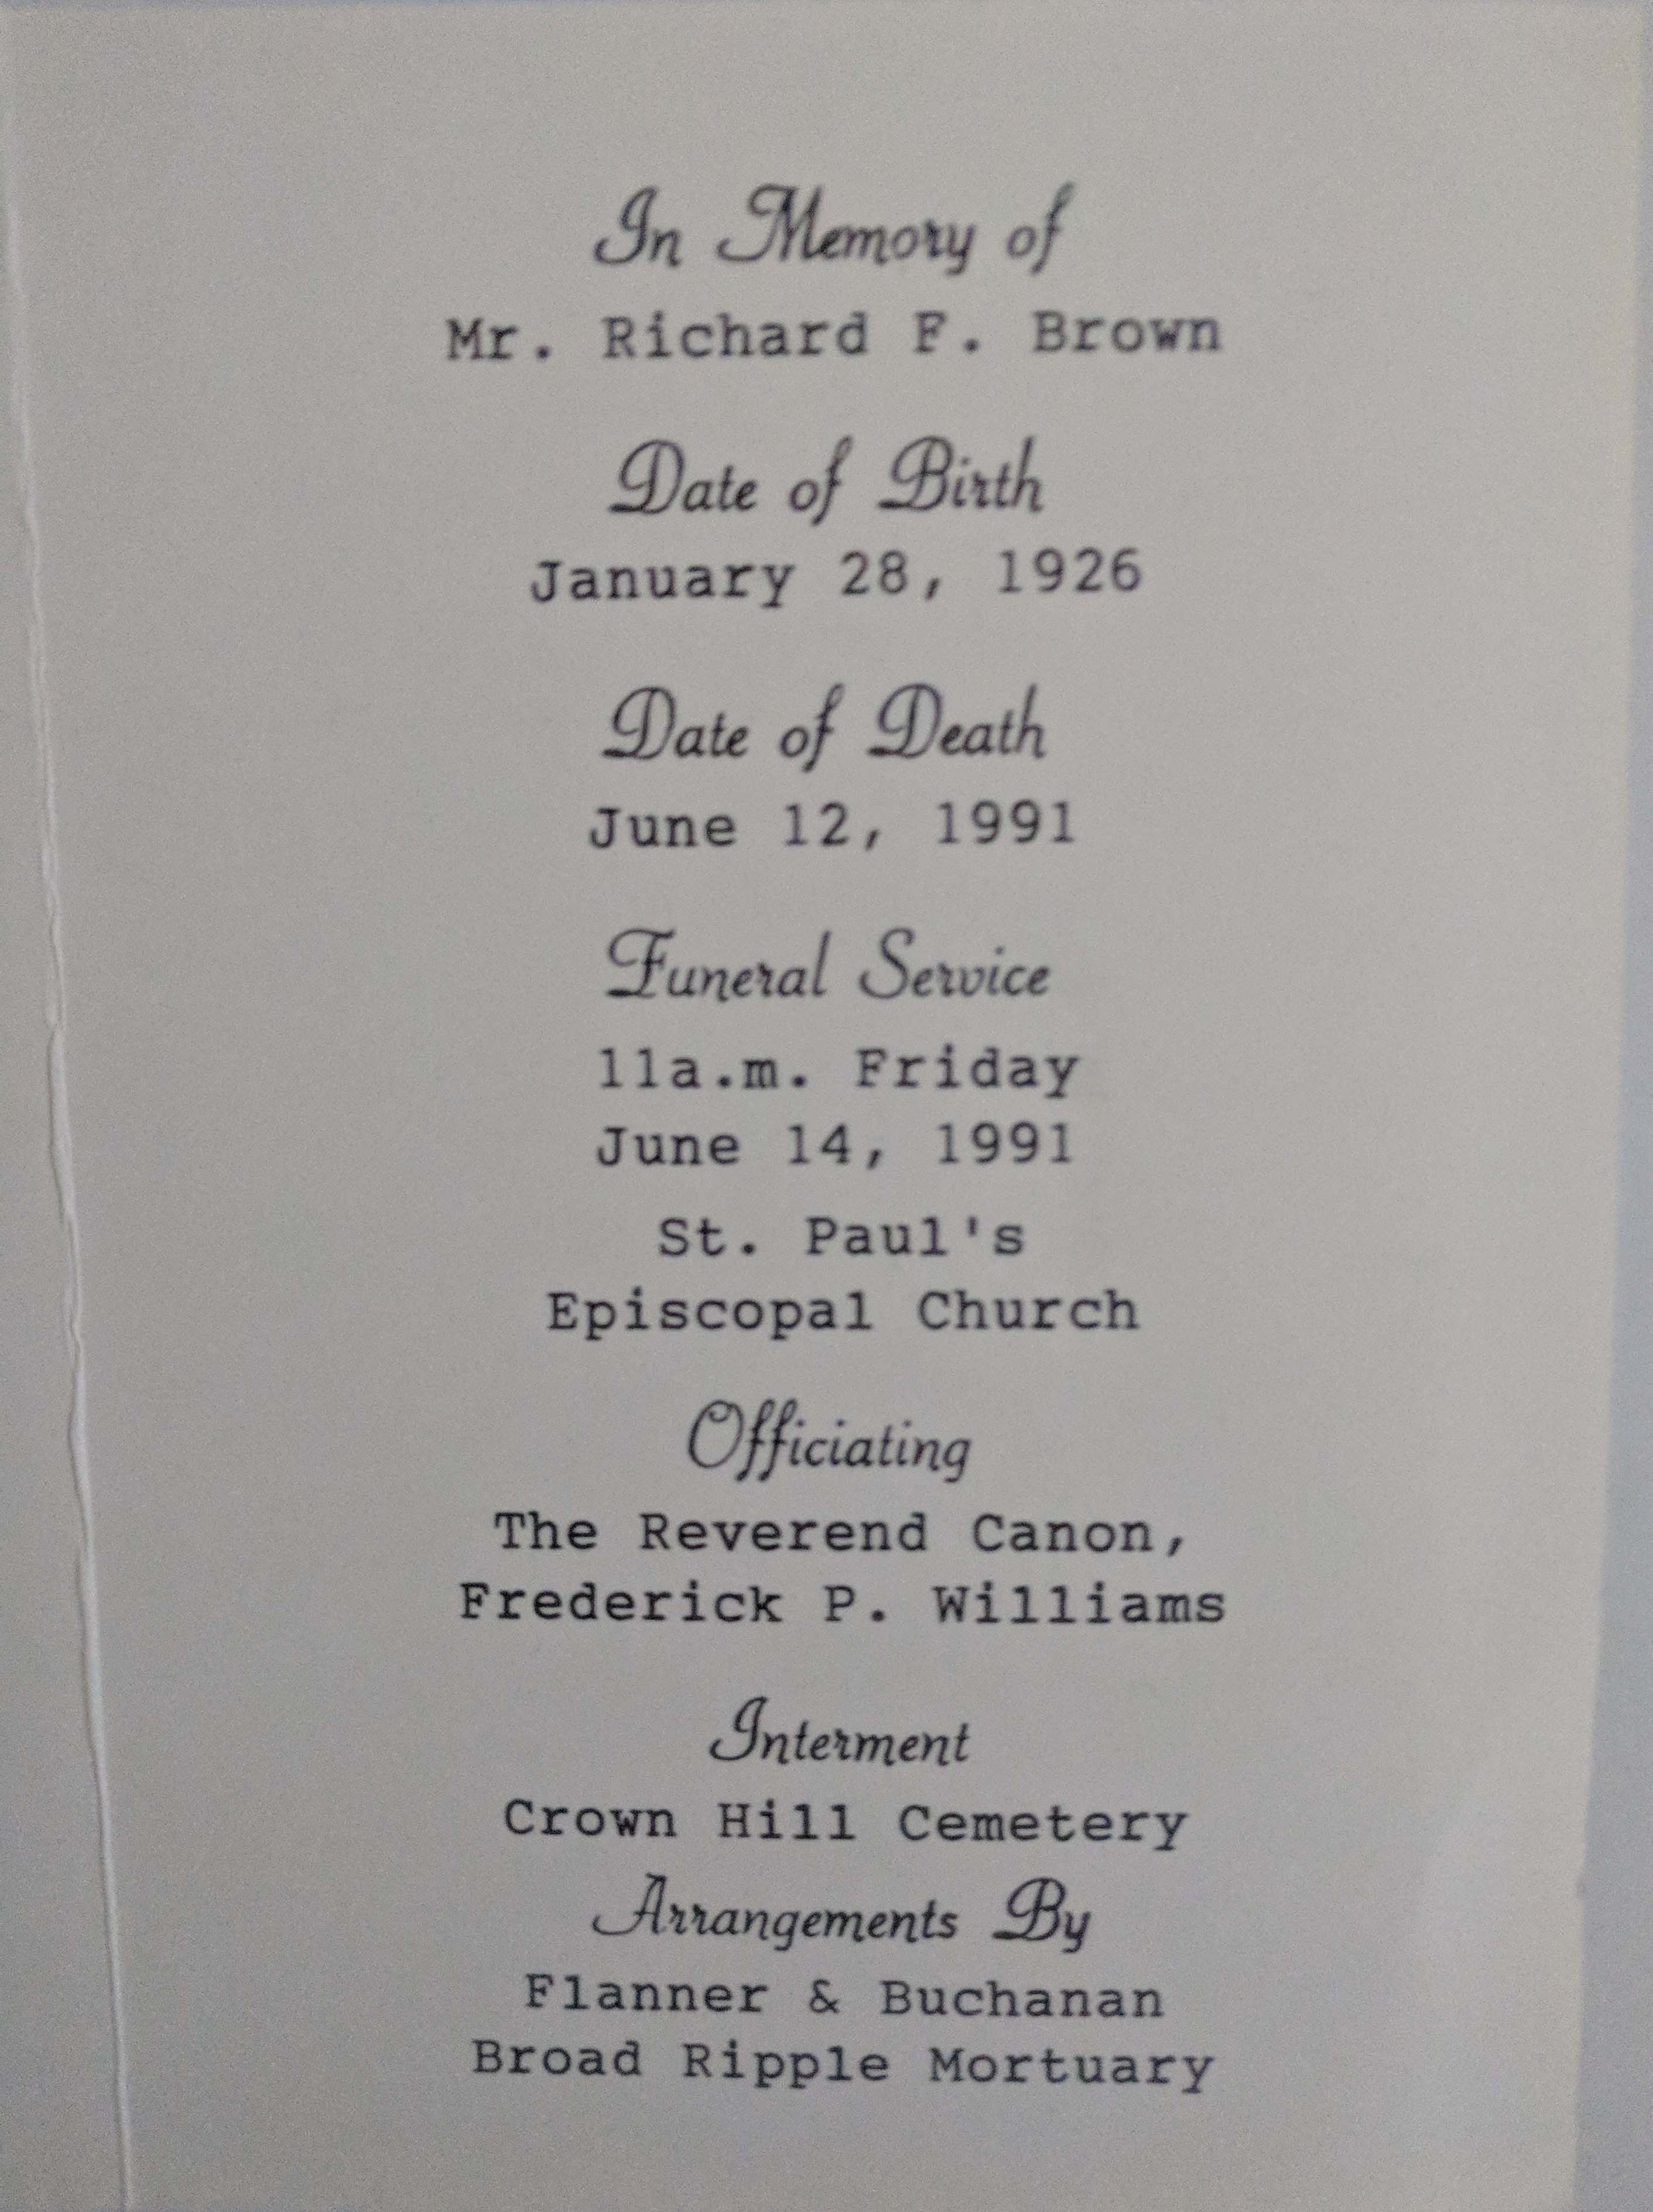 In Memory of
Mr. Richard F. Brown
Date of Birth
January 28, 1926
Date of Death
June 12, 1991
Funeral Service
11a.m. Friday
June 14, 1991
St. Paul's
Episcopal Church
Officiating
The Reverend Canon,
Frederick P. Williams
Interment
Crown Hill Cemetery
Arrangements By
Flanner & Buchanan
Broad Ripple Mortuary